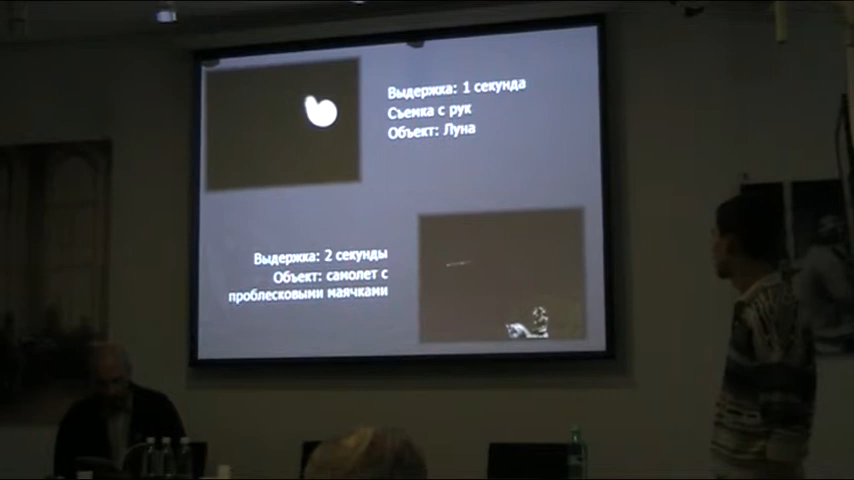 Выдержка: 1 секунда
Съемка с рук
Объект: Луна
Выдержка: 2 секунды
Объект: самолет с
проблесковыми маячками